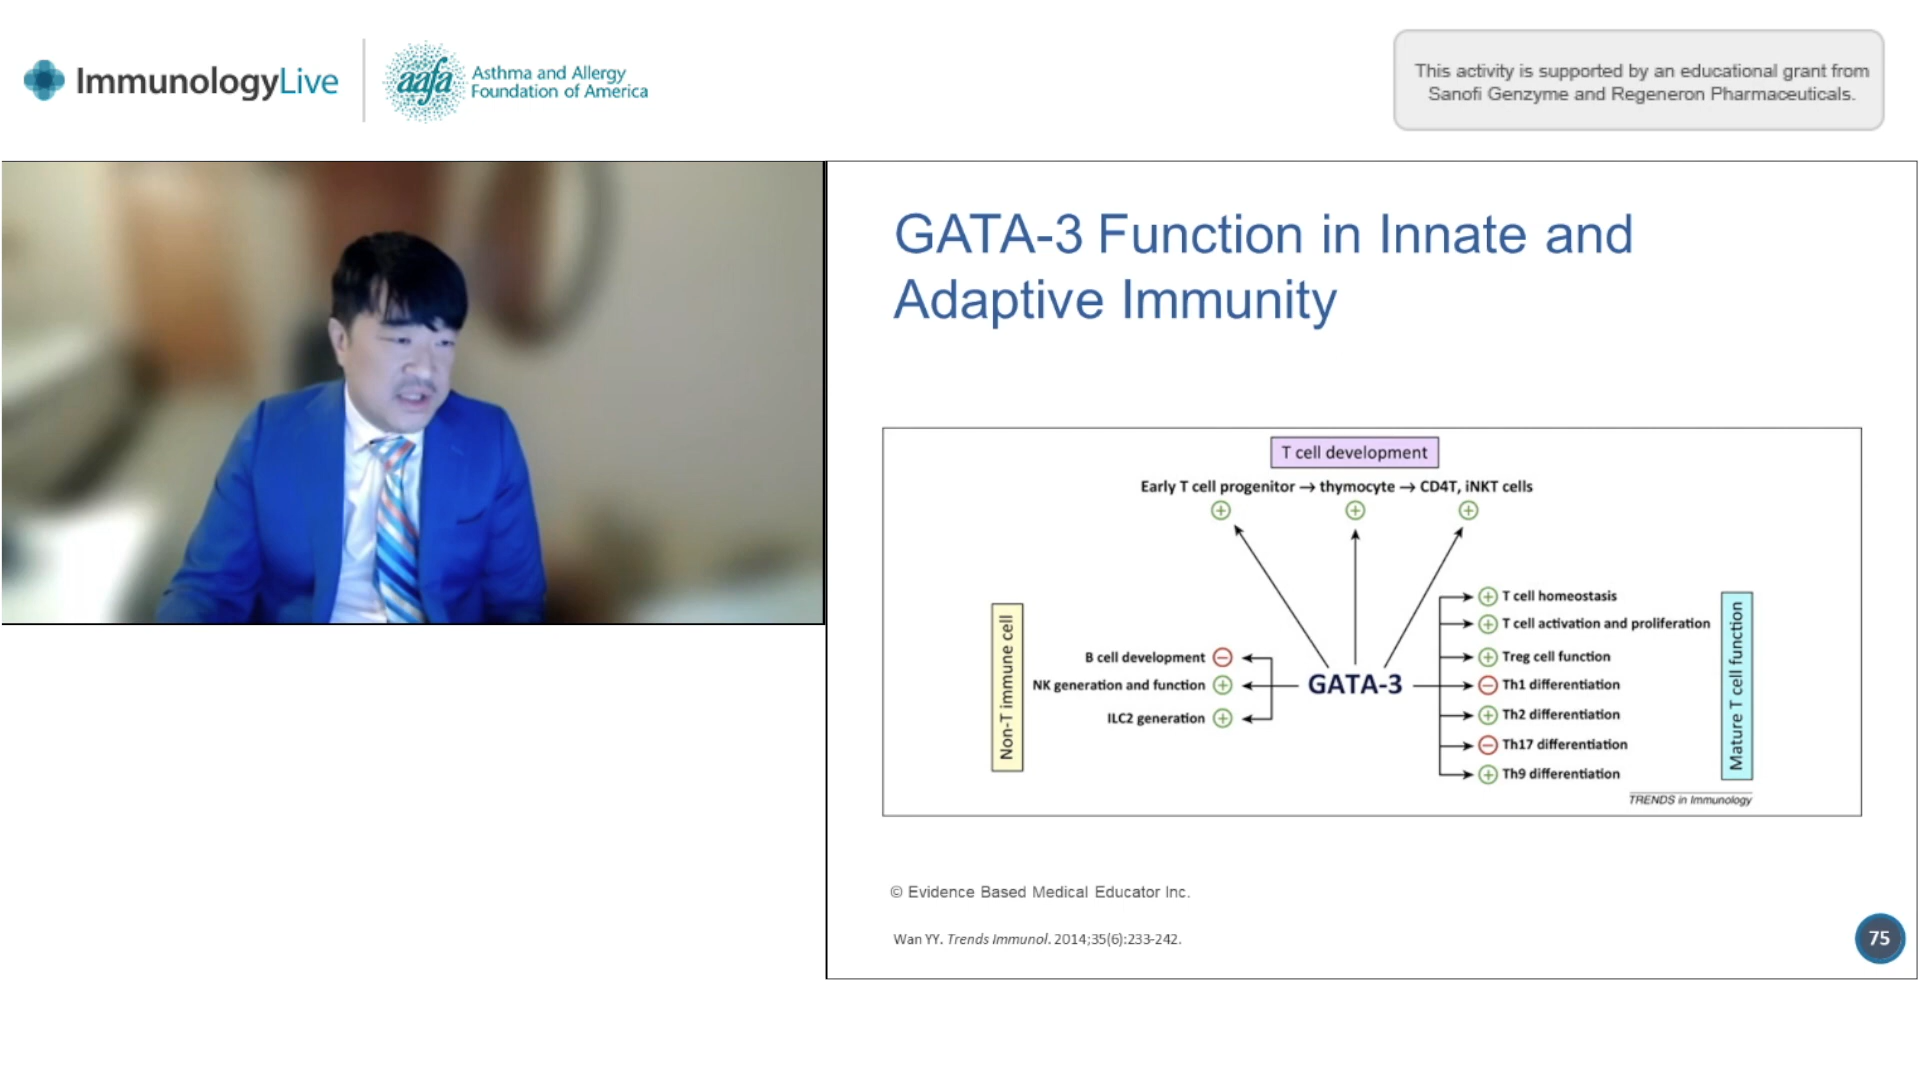 ImmunologyLive
aafa
Asthma and Allergy
Foundation of America
This activity is supported by an educational grant from
Sanofi Genzyme and Regeneron Pharmaceuticals.
GATA-3 Function in Innate and
Adaptive Immunity
T cell development
Early T cell progenitor → thymocyte → CD4T, iNKT cells
+ + +
Non-T immune cell
B cell development −
NK generation and function +
ILC2 generation +
GATA-3
+ T cell homeostasis
+ T cell activation and proliferation
+ Treg cell function
− Th1 differentiation
+ Th2 differentiation
− Th17 differentiation
+ Th9 differentiation
Mature T cell function
TRENDS in Immunology
© Evidence Based Medical Educator Inc.
Wan YY. Trends Immunol. 2014;35(6):233-242.
75